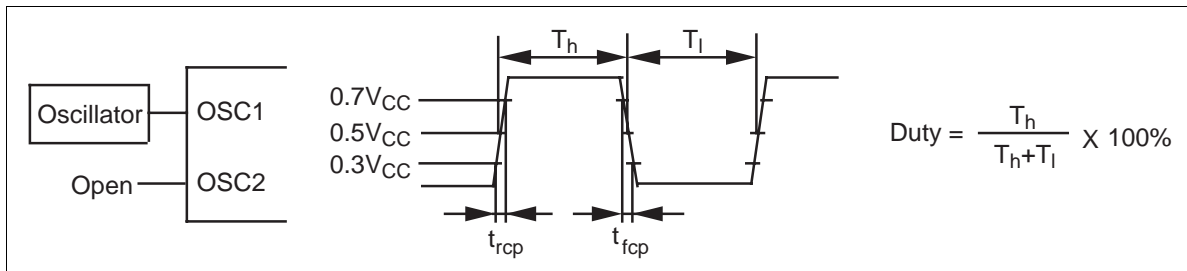 Oscillator
OSC1
Open
OSC2
Th
Tl
0.7VCC
0.5VCC
0.3VCC
trcp
tfcp
Duty = Th / Th+Tl X 100%